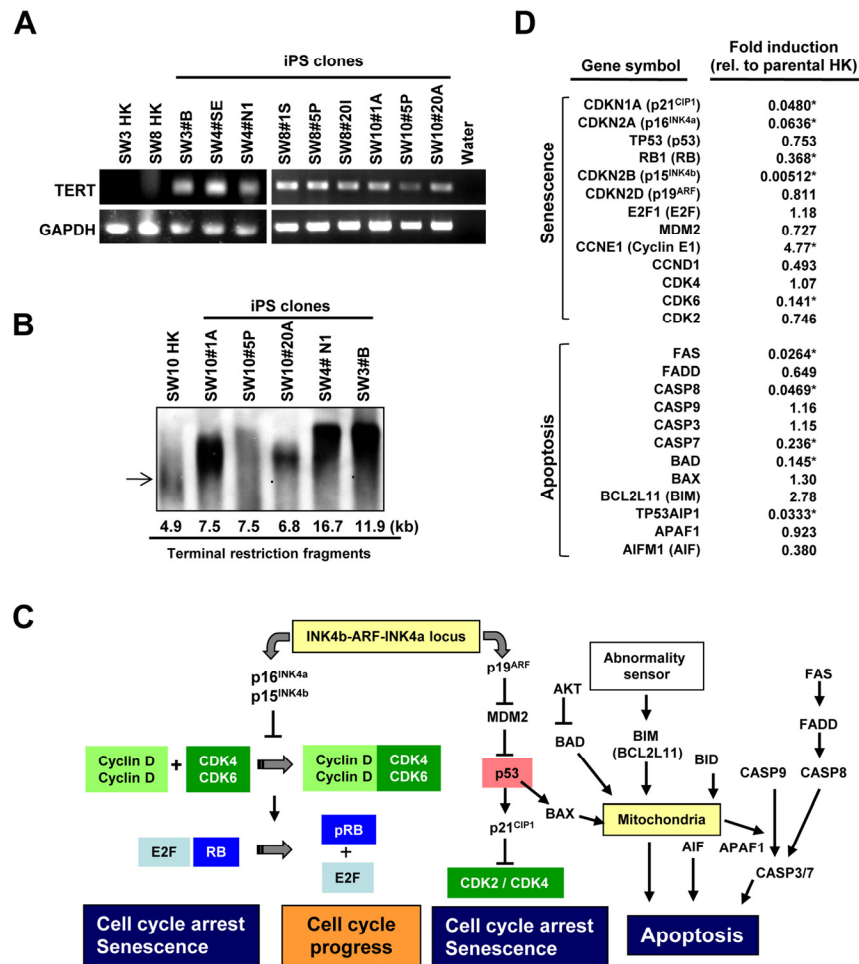 A
iPS clones
SW3 HK
SW8 HK
SW3#B
SW4#SE
SW4#N1
SW8#1S
SW8#5P
SW8#20I
SW10#1A
SW10#5P
SW10#20A
Water
TERT
GAPDH
B
iPS clones
SW10 HK
SW10#1A
SW10#5P
SW10#20A
SW4# N1
SW3#B
4.9 7.5 7.5 6.8 16.7 11.9 (kb)
Terminal restriction fragments
D
Gene symbol Fold induction
(rel. to parental HK)
Senescence
CDKN1A (p21CIP1) 0.0480*
CDKN2A (p16INK4a) 0.0636*
TP53 (p53) 0.753
RB1 (RB) 0.368*
CDKN2B (p15INK4b) 0.00512*
CDKN2D (p19ARF) 0.811
E2F1 (E2F) 1.18
MDM2 0.727
CCNE1 (Cyclin E1) 4.77*
CCND1 0.493
CDK4 1.07
CDK6 0.141*
CDK2 0.746
Apoptosis
FAS 0.0264*
FADD 0.649
CASP8 0.0469*
CASP9 1.16
CASP3 1.15
CASP7 0.236*
BAD 0.145*
BAX 1.30
BCL2L11 (BIM) 2.78
TP53AIP1 0.0333*
APAF1 0.923
AIFM1 (AIF) 0.380
C
INK4b-ARF-INK4a locus
p16INK4a
p15INK4b
Cyclin D
Cyclin D
+
CDK4
CDK6
Cyclin D
Cyclin D
CDK4
CDK6
E2F RB
pRB
+
E2F
Cell cycle arrest
Senescence
Cell cycle
progress
p19ARF
MDM2
p53
p21CIP1
CDK2 / CDK4
Cell cycle arrest
Senescence
AKT
BAD
BAX
Abnormality
sensor
BIM
(BCL2L11)
BID
Mitochondria
AIF
APAF1
CASP9
FAS
FADD
CASP8
CASP3/7
Apoptosis